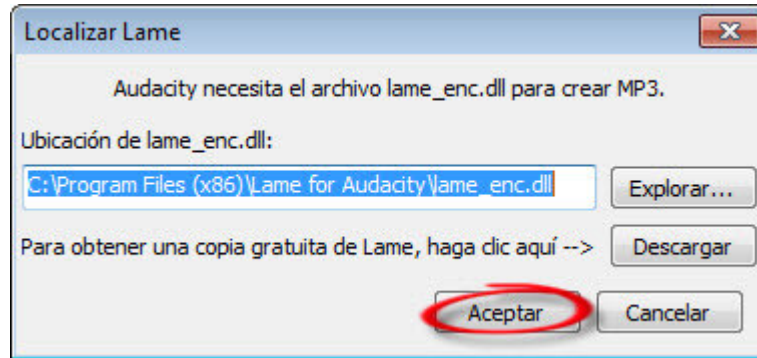 Localizar Lame
Audacity necesita el archivo lame_enc.dll para crear MP3.
Ubicación de lame_enc.dll:
C:\Program Files (x86)\Lame for Audacity\lame_enc.dll
Explorar...
Para obtener una copia gratuita de Lame, haga clic aquí -->
Descargar
Aceptar
Cancelar